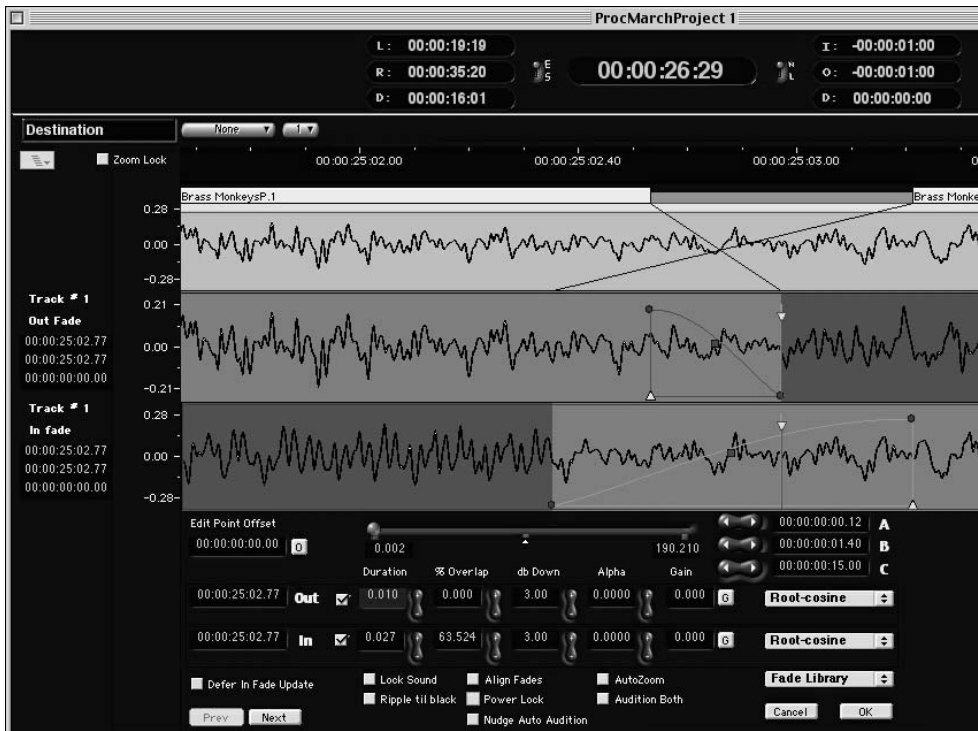 ProcMarchProject 1
L: 00:00:19:19
R: 00:00:35:20
D: 00:00:16:01
E
S
00:00:26:29
N
L
I: -00:00:01:00
O: -00:00:01:00
D: 00:00:00:00
Destination
None
1
Zoom Lock
00:00:25:02.00
00:00:25:02.40
00:00:25:03.00
0
Brass MonkeysP.1
Brass Monke
0.28
0.00
-0.28
Track # 1
Out Fade
00:00:25:02.77
00:00:25:02.77
00:00:00:00.00
0.21
0.00
-0.21
Track # 1
In fade
00:00:25:02.77
00:00:25:02.77
00:00:00:00.00
0.28
0.00
-0.28
Edit Point Offset
00:00:00:00.00
0
0.002
190.210
00:00:00:00.12 A
00:00:00:01.40 B
00:00:00:15.00 C
Duration % Overlap db Down Alpha Gain
00:00:25:02.77 Out 0.010 0.000 3.00 0.0000 0.000 G Root-cosine
00:00:25:02.77 In 0.027 63.524 3.00 0.0000 0.000 G Root-cosine
Defer In Fade Update
Lock Sound
Align Fades
AutoZoom
Fade Library
Ripple til black
Power Lock
Audition Both
Nudge Auto Audition
Prev
Next
Cancel
OK